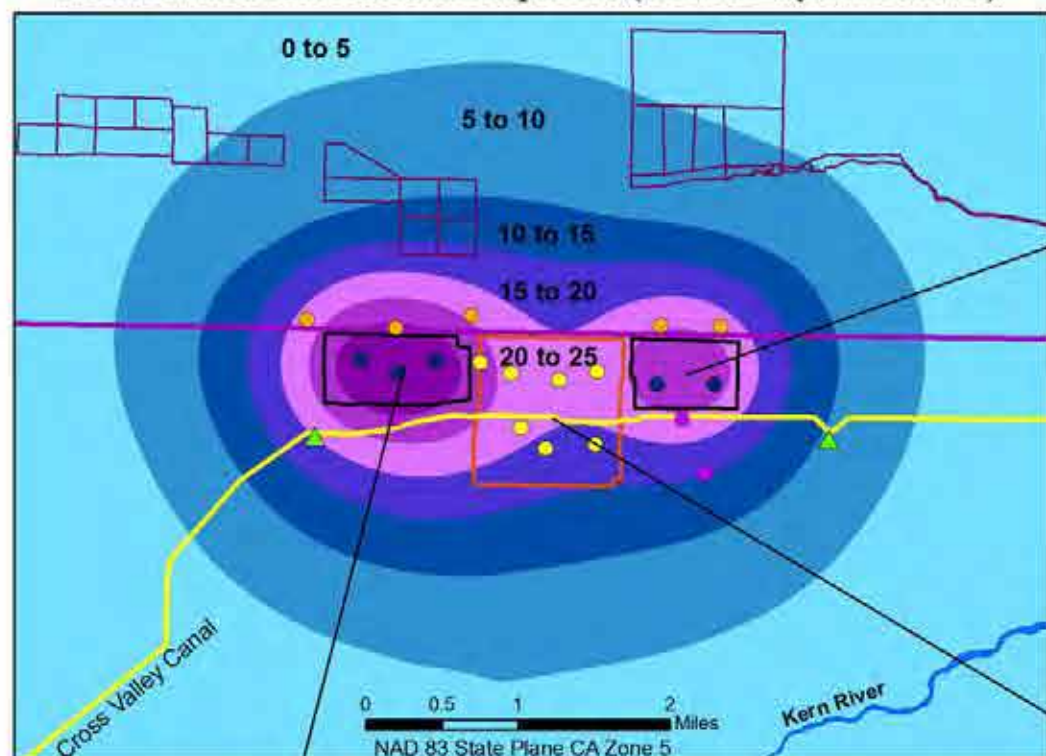 0 to 5
5 to 10
10 to 15
15 to 20
20 to 25
Cross Valley Canal
Kern River
0 0.5 1 2
Miles
NAD 83 State Plane CA Zone 5